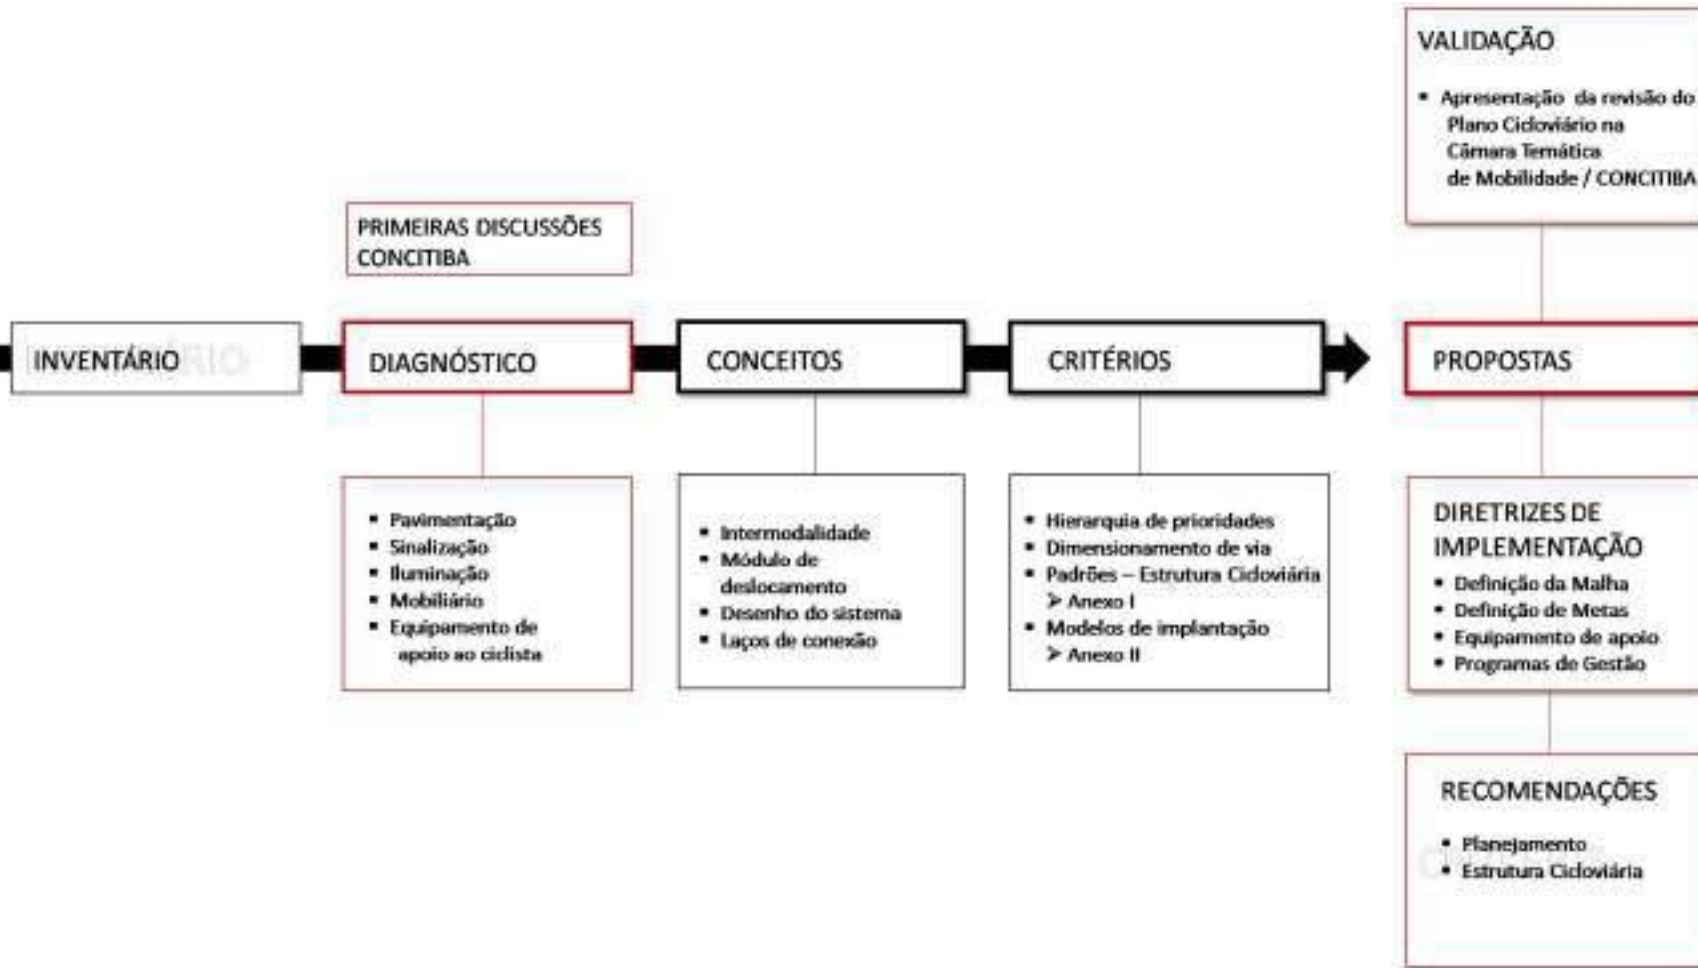 VALIDAÇÃO
▪ Apresentação da revisão do
Plano Cicloviário na
Câmara Temática
de Mobilidade / CONCITIBA
PRIMEIRAS DISCUSSÕES
CONCITIBA
INVENTÁRIO
DIAGNÓSTICO
CONCEITOS
CRITÉRIOS
PROPOSTAS
▪ Pavimentação
▪ Sinalização
▪ Iluminação
▪ Mobiliário
▪ Equipamento de
apoio ao ciclista
▪ Intermodalidade
▪ Módulo de
deslocamento
▪ Desenho do sistema
▪ Laços de conexão
▪ Hierarquia de prioridades
▪ Dimensionamento de via
▪ Padrões – Estrutura Cicloviária
➢ Anexo I
▪ Modelos de implantação
➢ Anexo II
DIRETRIZES DE
IMPLEMENTAÇÃO
▪ Definição da Malha
▪ Definição de Metas
▪ Equipamento de apoio
▪ Programas de Gestão
RECOMENDAÇÕES
▪ Planejamento
▪ Estrutura Cicloviária